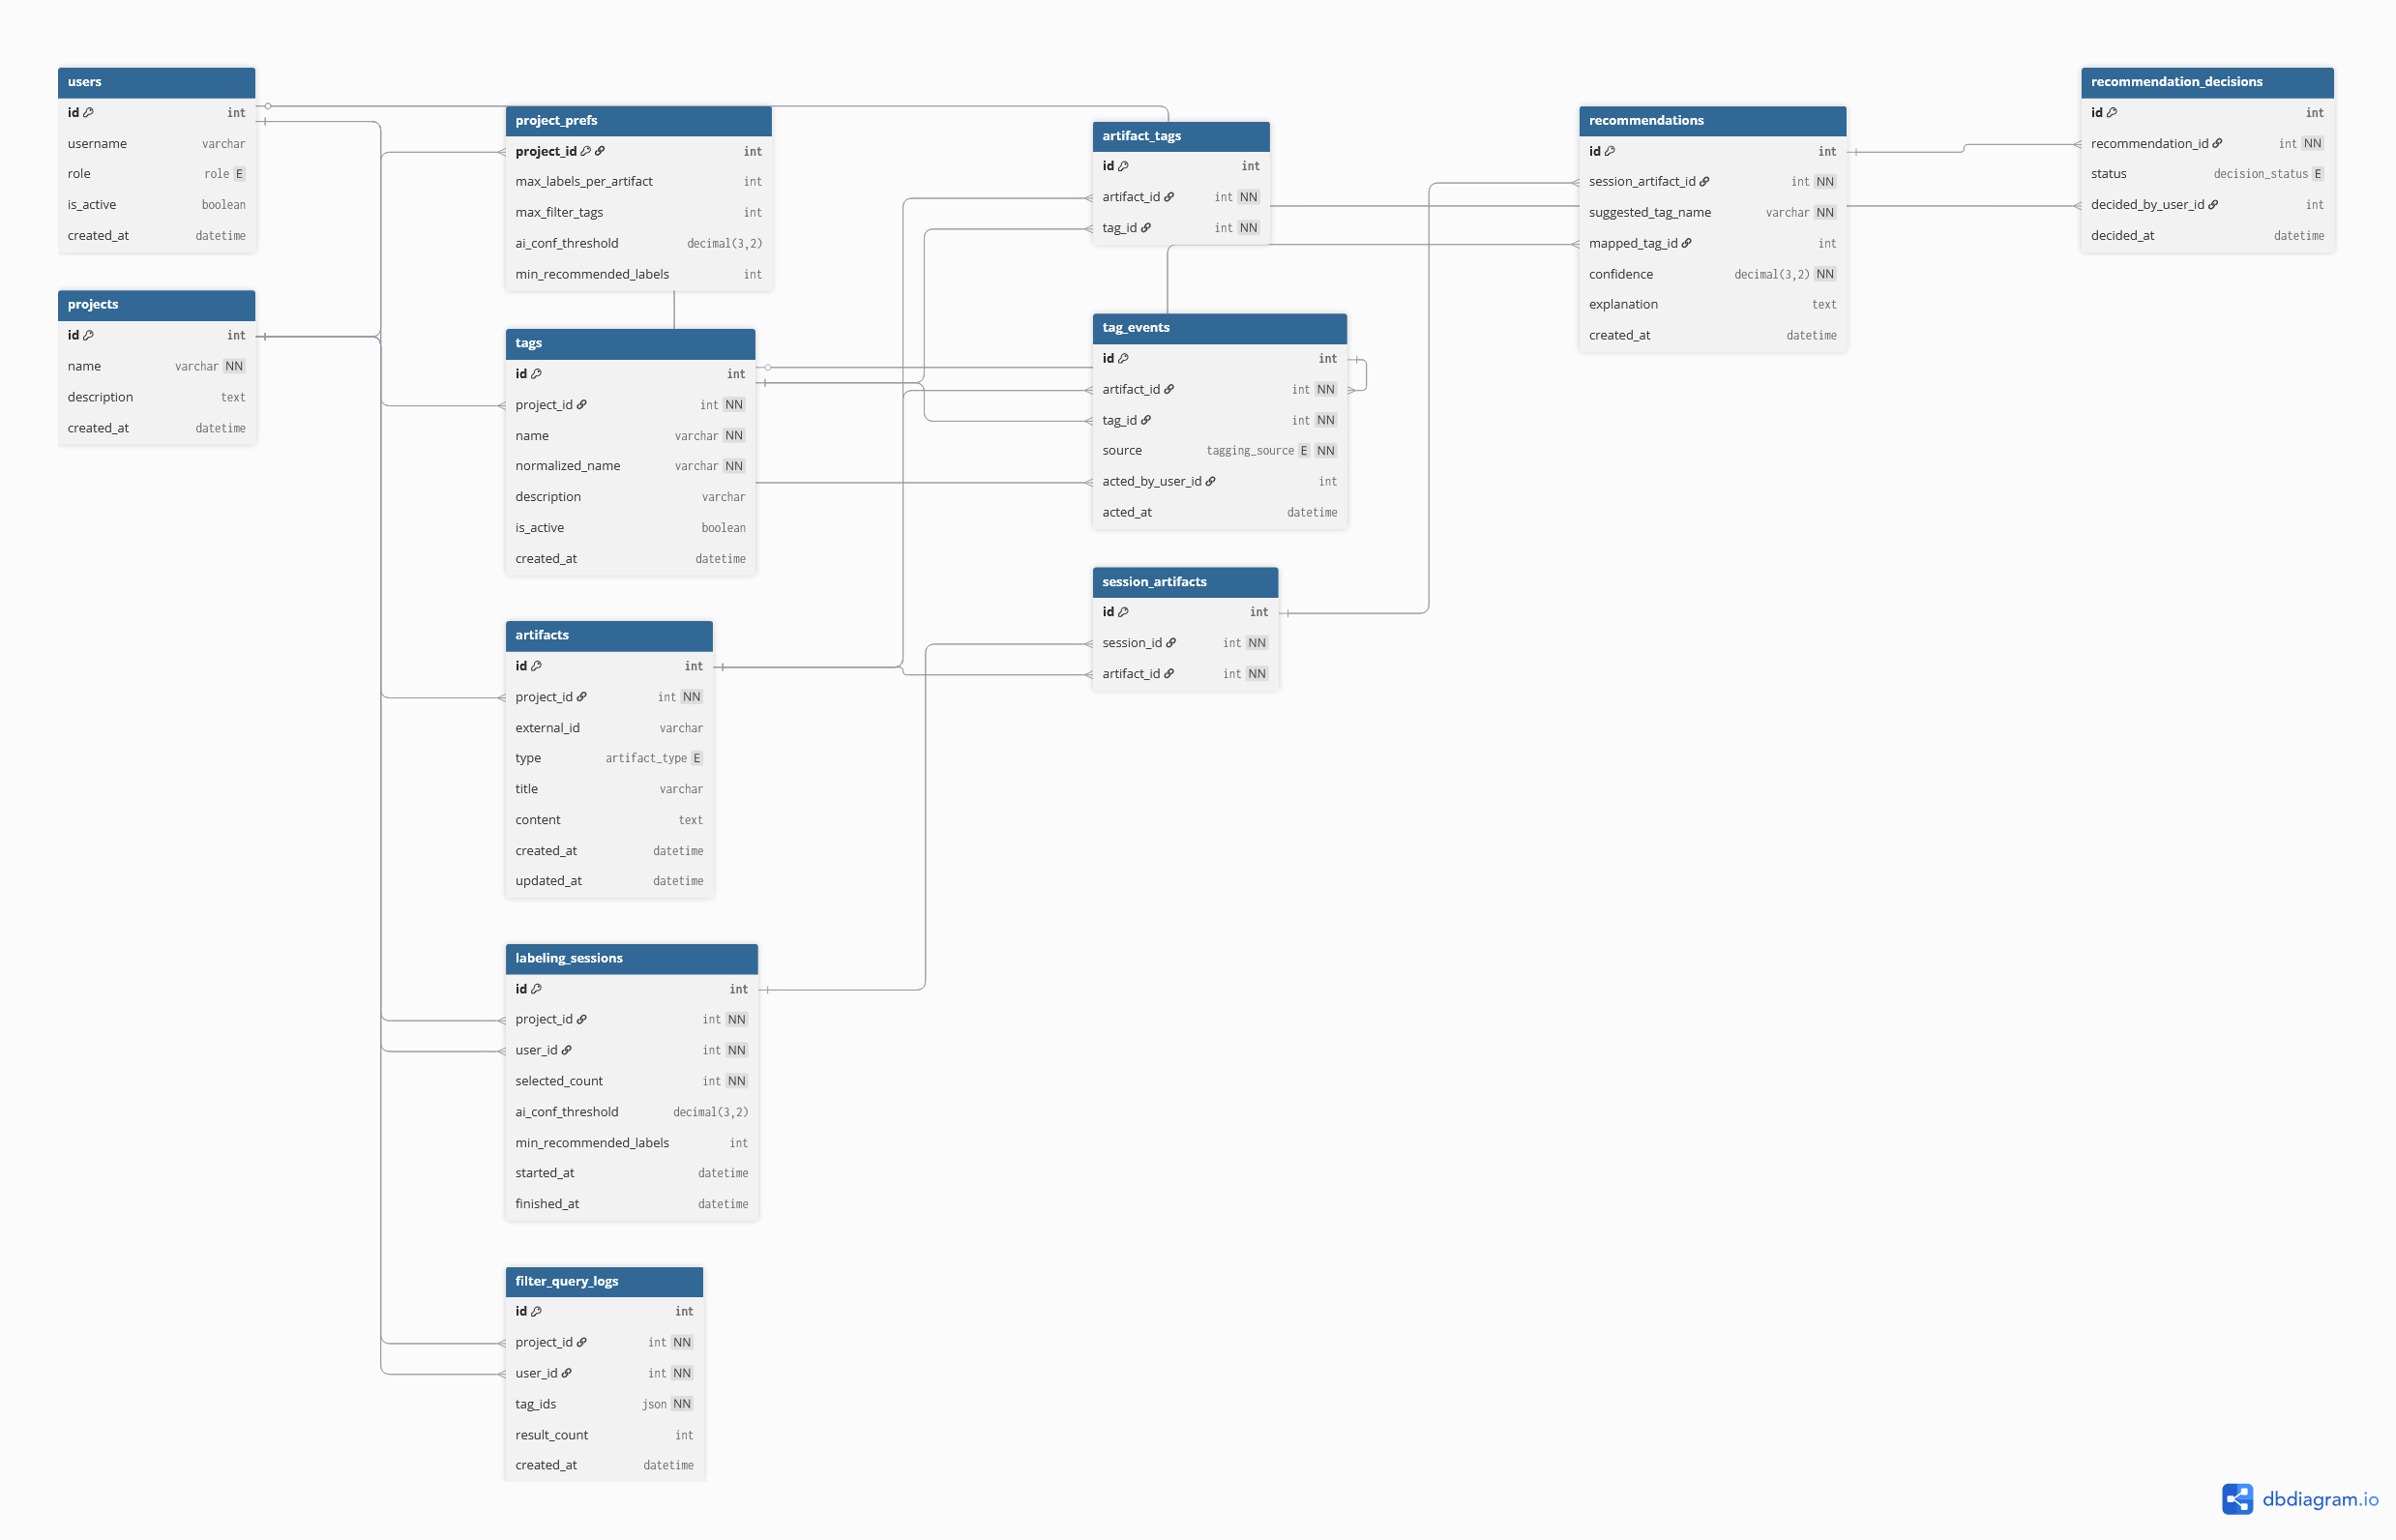 users
id int
username varchar
role role E
is_active boolean
created_at datetime
projects
id int
name varchar NN
description text
created_at datetime
project_prefs
project_id int
max_labels_per_artifact int
max_filter_tags int
ai_conf_threshold decimal(3,2)
min_recommended_labels int
tags
id int
project_id int NN
name varchar NN
normalized_name varchar NN
description varchar
is_active boolean
created_at datetime
artifacts
id int
project_id int NN
external_id varchar
type artifact_type E
title varchar
content text
created_at datetime
updated_at datetime
labeling_sessions
id int
project_id int NN
user_id int NN
selected_count int NN
ai_conf_threshold decimal(3,2)
min_recommended_labels int
started_at datetime
finished_at datetime
filter_query_logs
id int
project_id int NN
user_id int NN
tag_ids json NN
result_count int
created_at datetime
artifact_tags
id int
artifact_id int NN
tag_id int NN
tag_events
id int
artifact_id int NN
tag_id int NN
source tagging_source E NN
acted_by_user_id int
acted_at datetime
session_artifacts
id int
session_id int NN
artifact_id int NN
recommendations
id int
session_artifact_id int NN
suggested_tag_name varchar NN
mapped_tag_id int
confidence decimal(3,2) NN
explanation text
created_at datetime
recommendation_decisions
id int
recommendation_id int NN
status decision_status E
decided_by_user_id int
decided_at datetime
dbdiagram.io